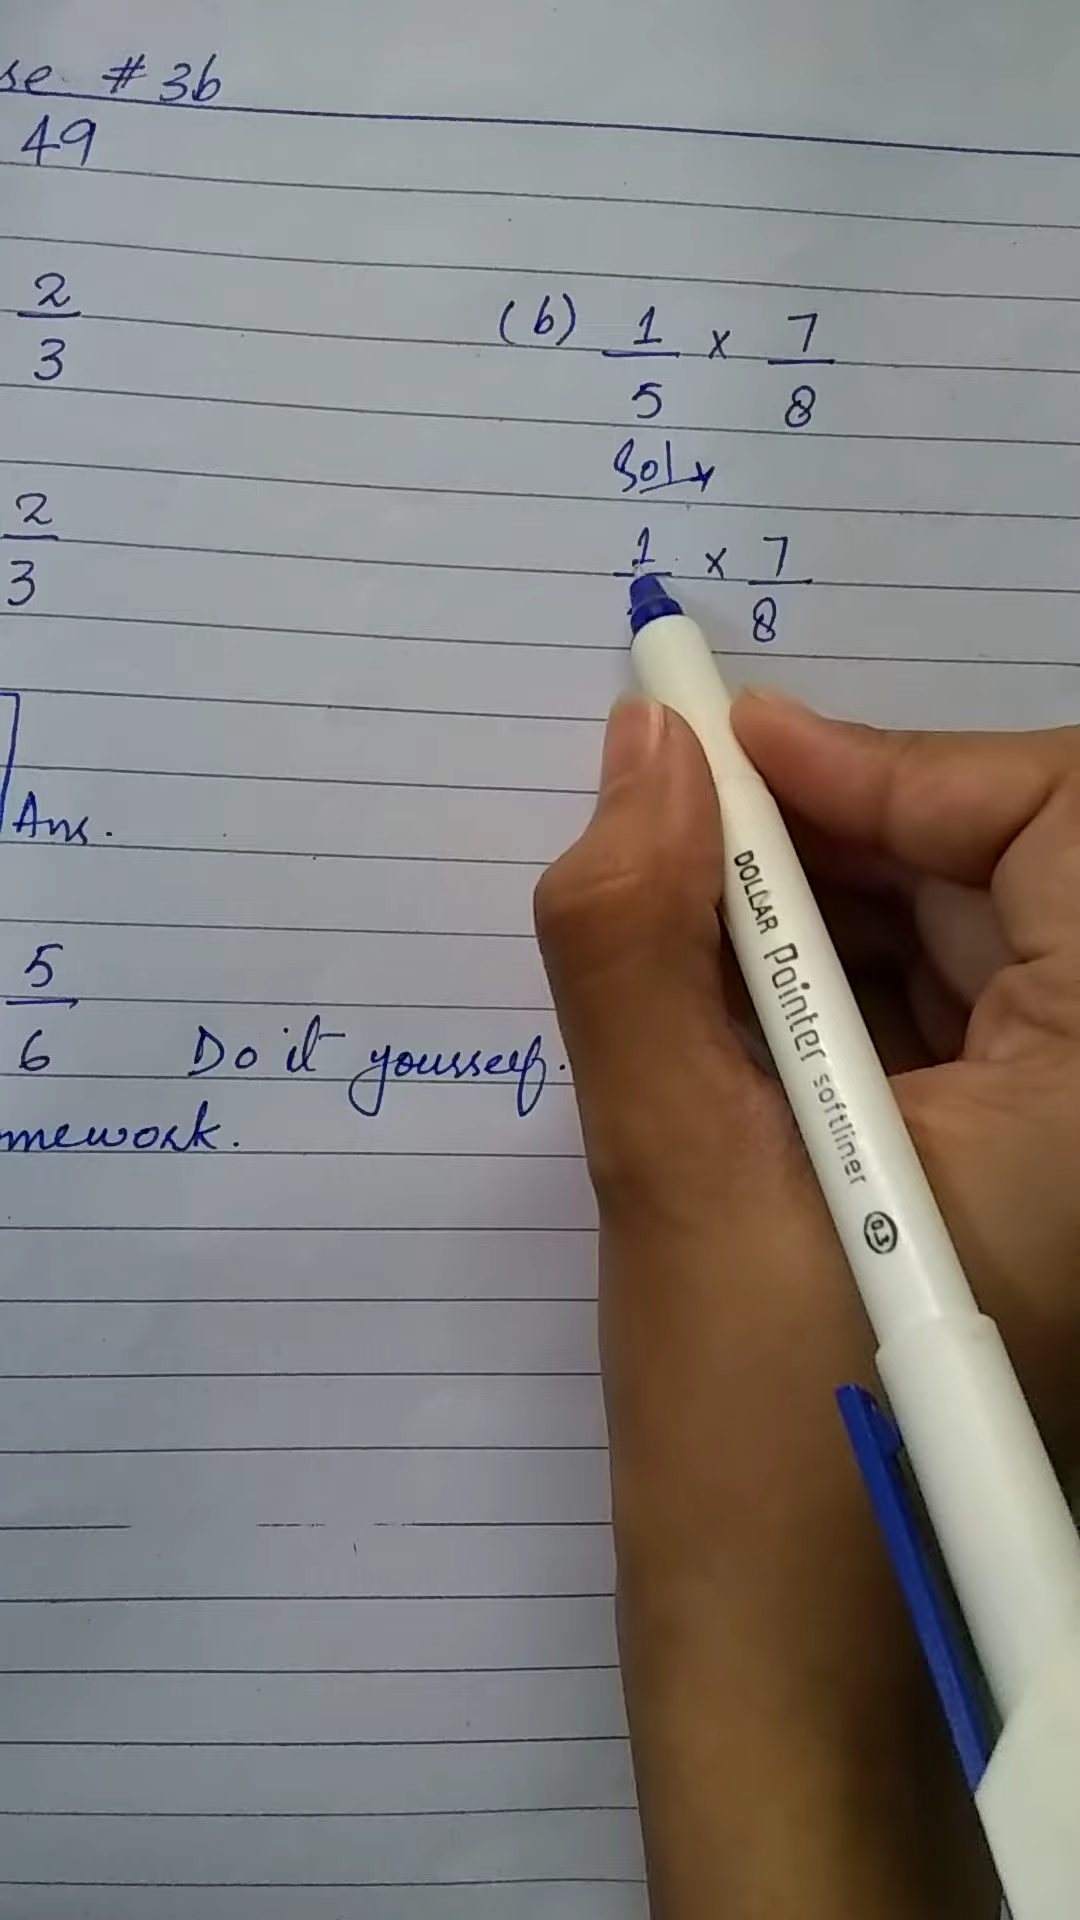 se # 3b
49
2
3
(b) 1/5 × 7/8
Sol
2
3
1 × 7/8
Ans.
5
6
Do it yourself.
mework.
DOLLAR Pointer softliner 0.3